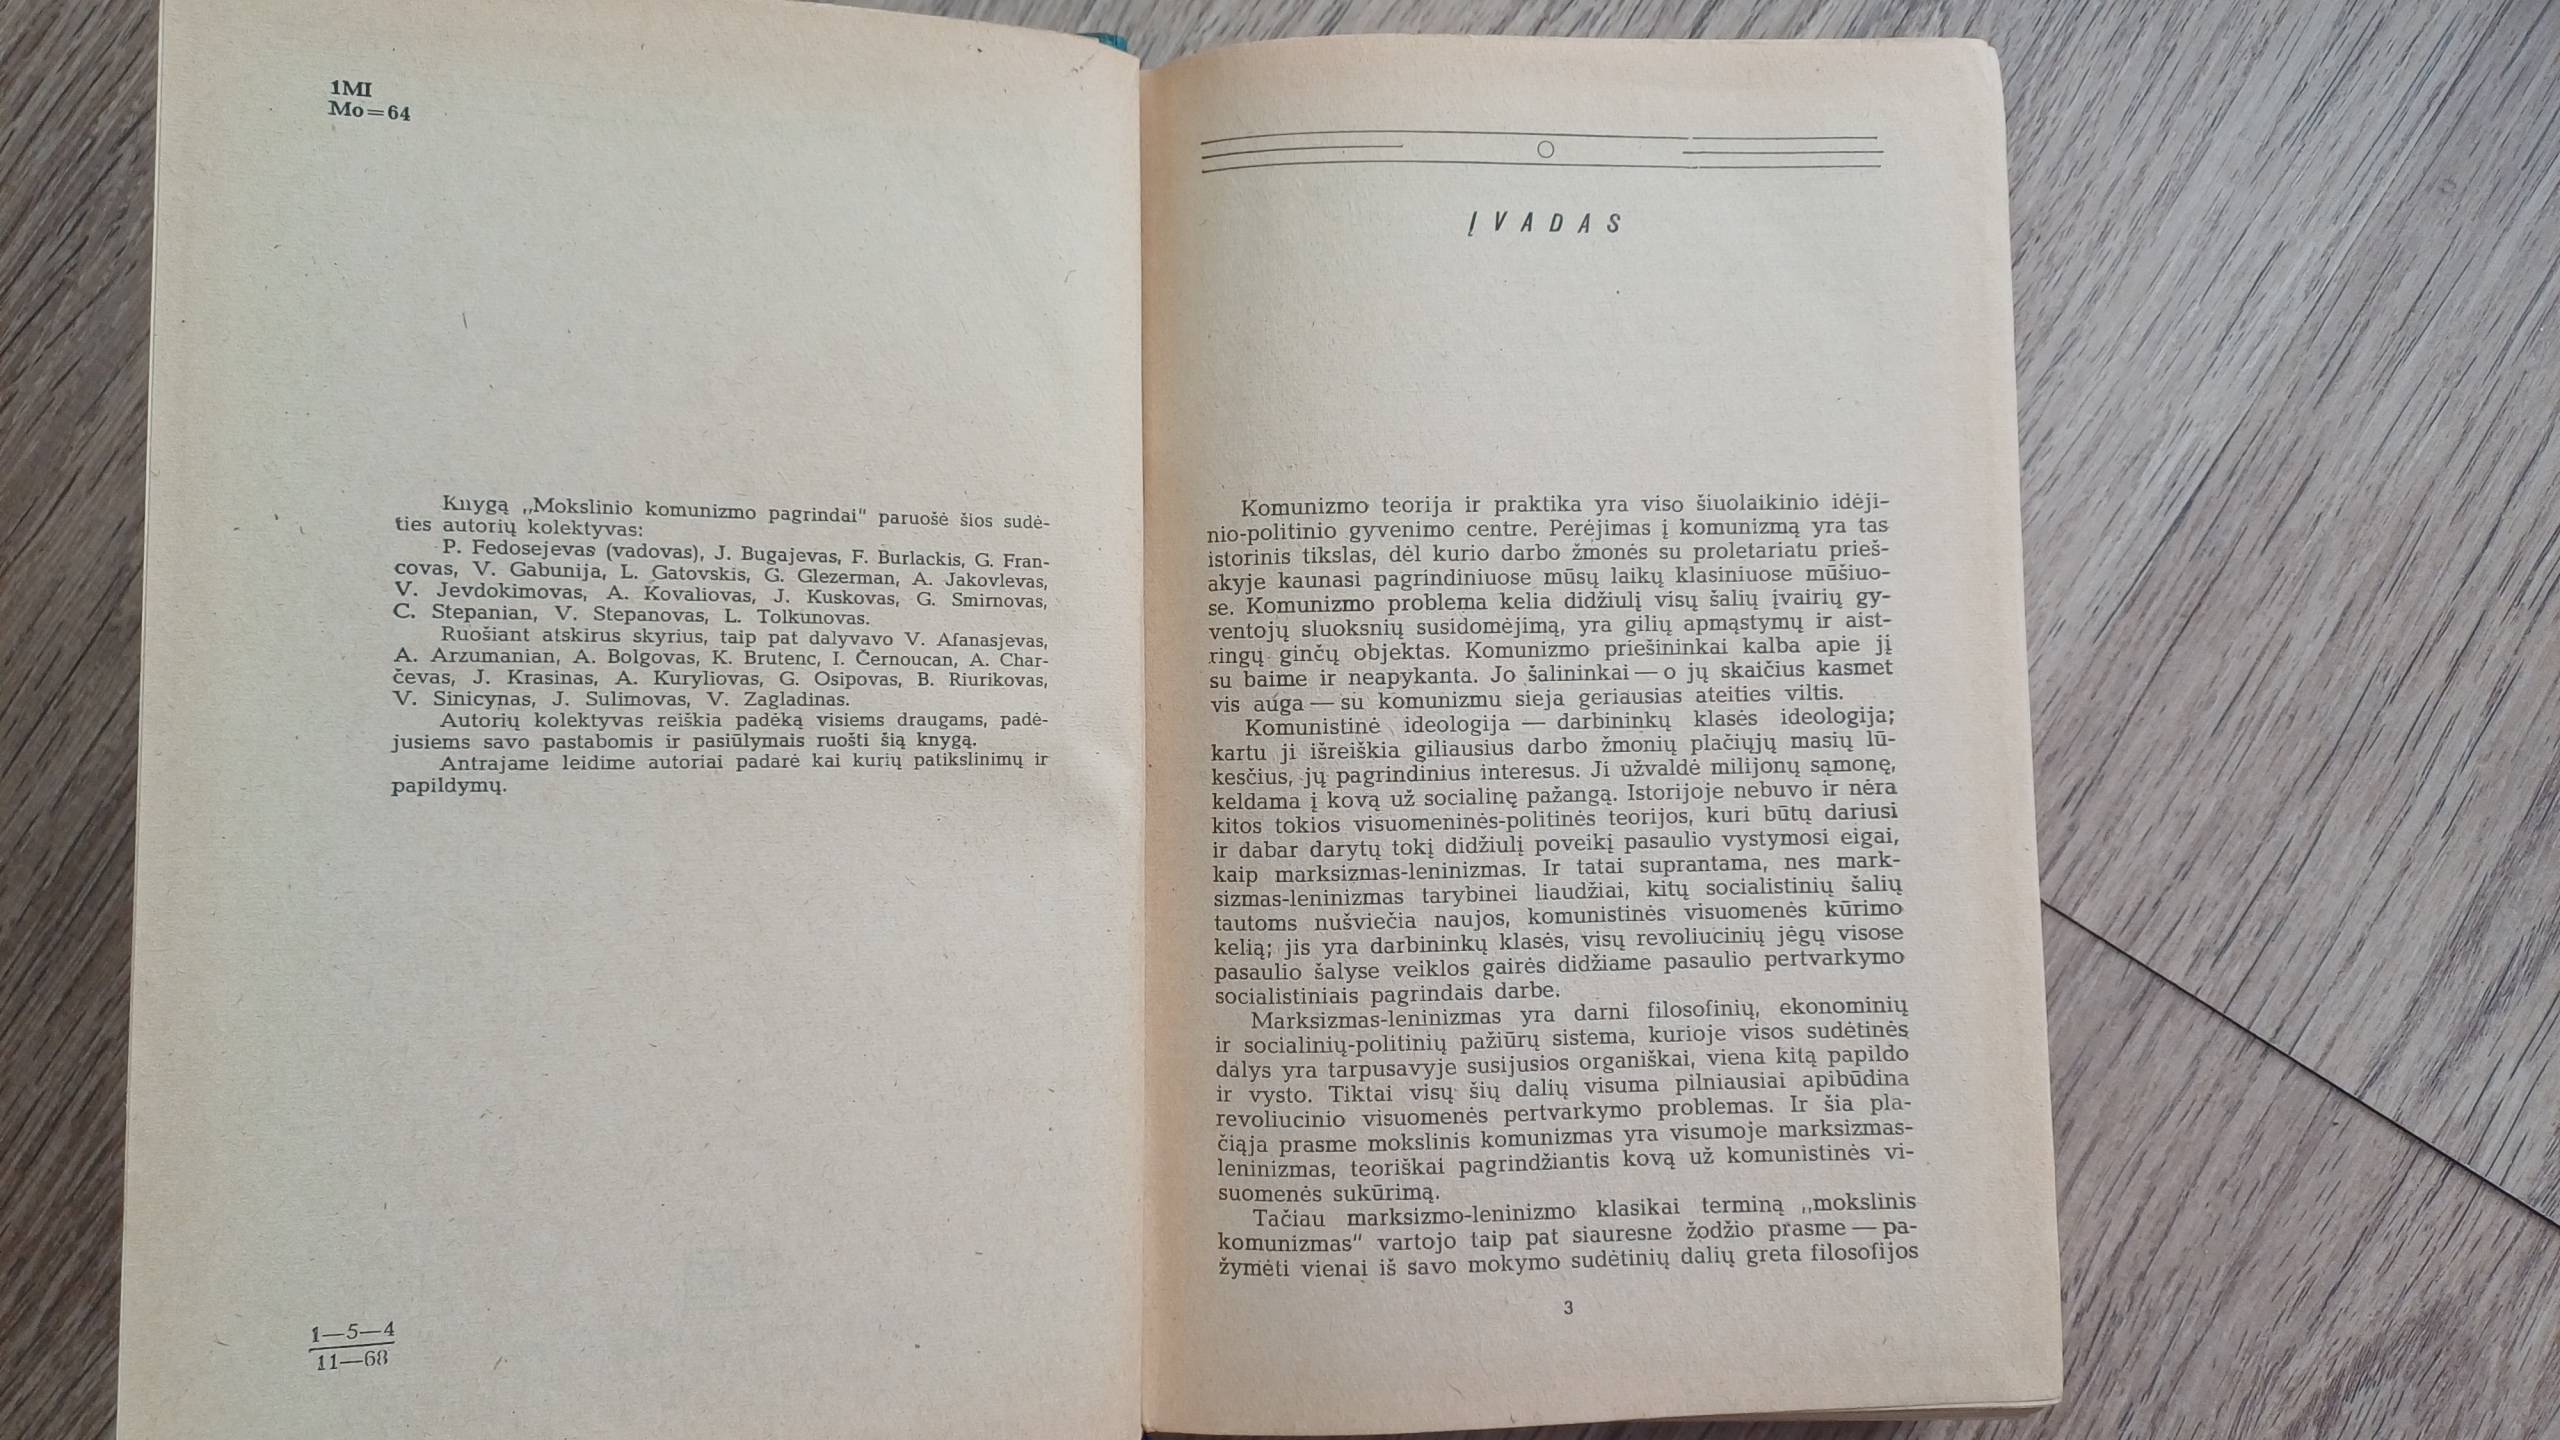 1MI
Mo=64
Knygą „Mokslinio komunizmo pagrindai" paruošė šios sudė-
ties autorių kolektyvas:
P. Fedosejevas (vadovas), J. Bugajevas, F. Burlackis, G. Fran-
covas, V. Gabunija, L. Gatovskis, G. Glezerman, A. Jakovlevas,
V. Jevdokimovas, A. Kovaliovas, J. Kuskovas, G. Smirnovas,
C. Stepanian, V. Stepanovas, L. Tolkunovas.
Ruošiant atskirus skyrius, taip pat dalyvavo V. Afanasjevas,
A. Arzumanian, A. Bolgovas, K. Brutenc, I. Černoucan, A. Char-
čevas, J. Krasinas, A. Kuryliovas, G. Osipovas, B. Riurikovas,
V. Sinicynas, J. Sulimovas, V. Zagladinas.
Autorių kolektyvas reiškia padėką visiems draugams, padė-
jusiems savo pastabomis ir pasiūlymais ruošti šią knygą.
Antrajame leidime autoriai padarė kai kurių patikslinimų ir
papildymų.
1—5—4
11—68
ĮVADAS
Komunizmo teorija ir praktika yra viso šiuolaikinio idėji-
nio-politinio gyvenimo centre. Perėjimas į komunizmą yra tas
istorinis tikslas, dėl kurio darbo žmonės su proletariatu prieš-
akyje kaunasi pagrindiniuose mūsų laikų klasiniuose mūšiuo-
se. Komunizmo problema kelia didžiulį visų šalių įvairių gy-
ventojų sluoksnių susidomėjimą, yra gilių apmąstymų ir aist-
ringų ginčų objektas. Komunizmo priešininkai kalba apie jį
su baime ir neapykanta. Jo šalininkai — o jų skaičius kasmet
vis auga — su komunizmu sieja geriausias ateities viltis.
Komunistinė ideologija — darbininkų klasės ideologija;
kartu ji išreiškia giliausius darbo žmonių plačiųjų masių lū-
kesčius, jų pagrindinius interesus. Ji užvaldė milijonų sąmonę,
keldama į kovą už socialinę pažangą. Istorijoje nebuvo ir nėra
kitos tokios visuomeninės-politinės teorijos, kuri būtų dariusi
ir dabar darytų tokį didžiulį poveikį pasaulio vystymosi eigai,
kaip marksizmas-leninizmas. Ir tatai suprantama, nes mark-
sizmas-leninizmas tarybinei liaudžiai, kitų socialistinių šalių
tautoms nušviečia naujos, komunistinės visuomenės kūrimo
kelią; jis yra darbininkų klasės, visų revoliucinių jėgų visose
pasaulio šalyse veiklos gairės didžiame pasaulio pertvarkymo
socialistiniais pagrindais darbe.
Marksizmas-leninizmas yra darni filosofinių, ekonominių
ir socialinių-politinių pažiūrų sistema, kurioje visos sudėtinės
dalys yra tarpusavyje susijusios organiškai, viena kitą papildo
ir vysto. Tiktai visų šių dalių visuma pilniausiai apibūdina
revoliucinio visuomenės pertvarkymo problemas. Ir šia pla-
čiąja prasme mokslinis komunizmas yra visumoje marksizmas-
leninizmas, teoriškai pagrindžiantis kovą už komunistinės vi-
suomenės sukūrimą.
Tačiau marksizmo-leninizmo klasikai terminą „mokslinis
komunizmas" vartojo taip pat siauresne žodžio prasme — pa-
žymėti vienai iš savo mokymo sudėtinių dalių greta filosofijos
3